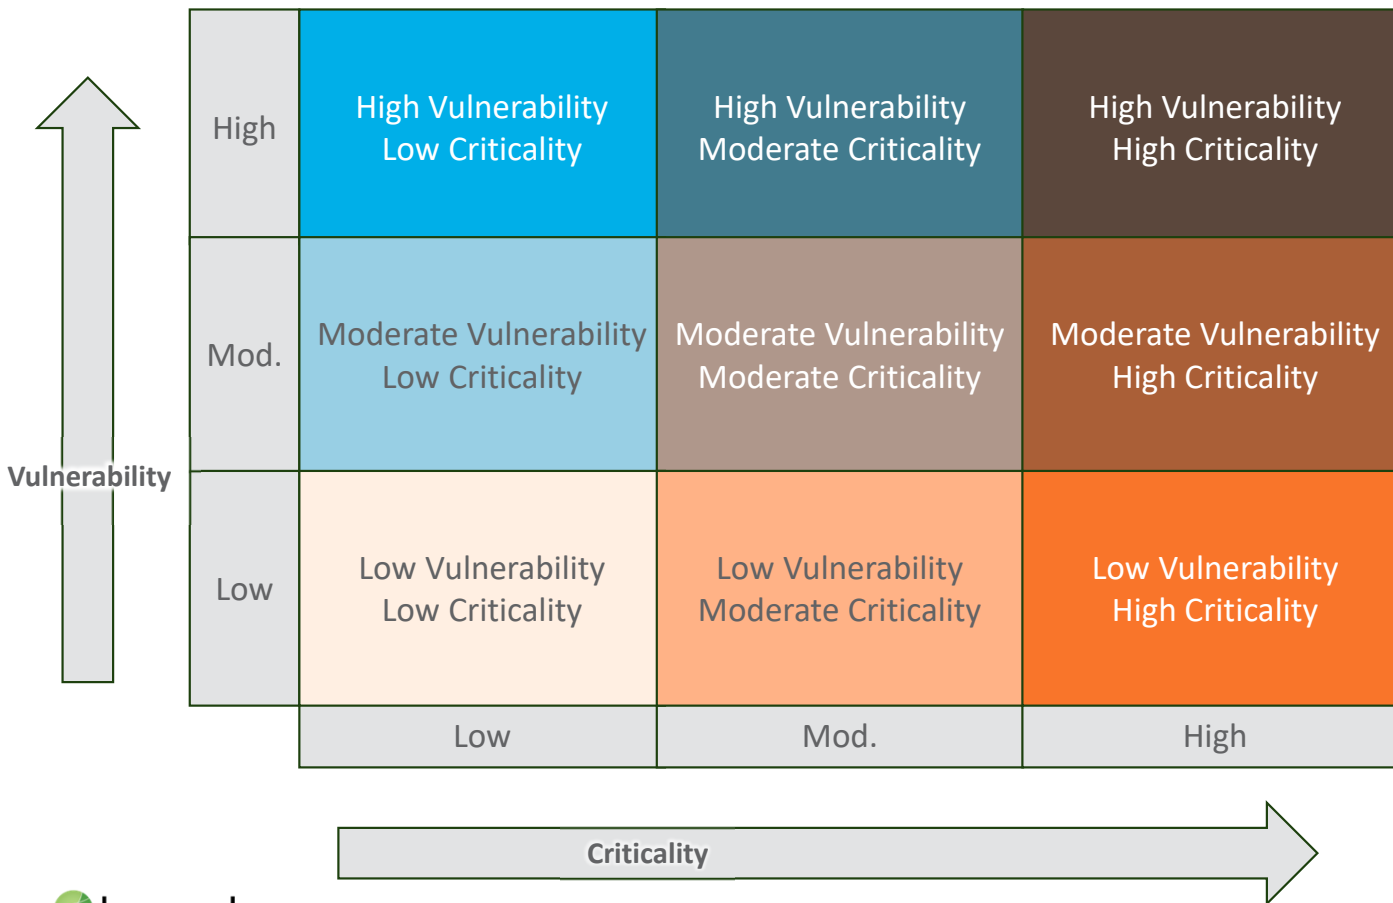 High
High Vulnerability
Low Criticality
High Vulnerability
Moderate Criticality
High Vulnerability
High Criticality
Mod.
Moderate Vulnerability
Low Criticality
Moderate Vulnerability
Moderate Criticality
Moderate Vulnerability
High Criticality
Vulnerability
Low
Low Vulnerability
Low Criticality
Low Vulnerability
Moderate Criticality
Low Vulnerability
High Criticality
Low
Mod.
High
Criticality